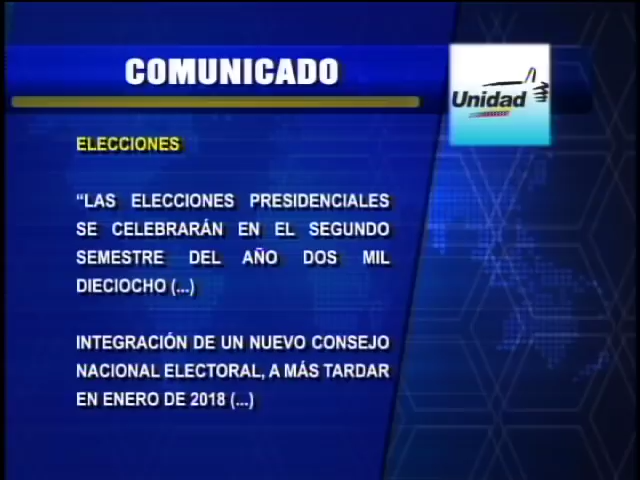 COMUNICADO
Unidad
ELECCIONES
“LAS ELECCIONES PRESIDENCIALES
SE CELEBRARÁN EN EL SEGUNDO
SEMESTRE DEL AÑO DOS MIL
DIECIOCHO (...)
INTEGRACIÓN DE UN NUEVO CONSEJO
NACIONAL ELECTORAL, A MÁS TARDAR
EN ENERO DE 2018 (...)